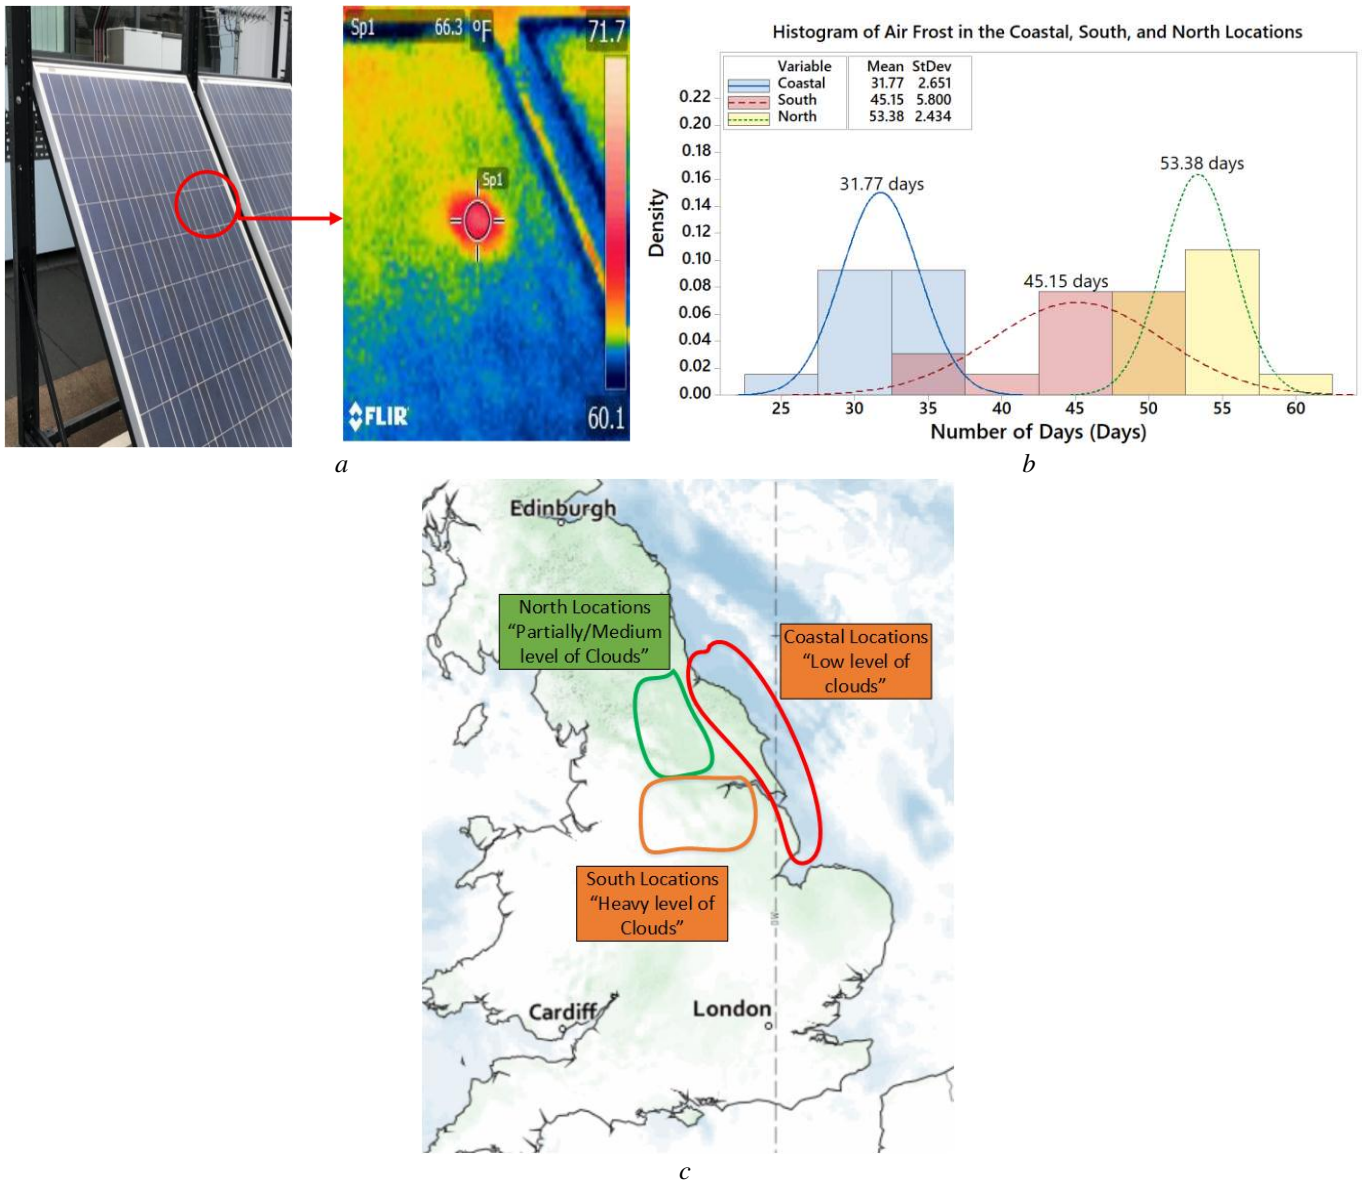 Sp1 66.3 °F 71.7
Sp1
FLIR 60.1
a
Histogram of Air Frost in the Coastal, South, and North Locations
Variable Mean StDev
Coastal 31.77 2.651
South 45.15 5.800
North 53.38 2.434
0.22
0.20
0.18
0.16
0.14
0.12
0.10
0.08
0.06
0.04
0.02
0.00
Density
31.77 days
45.15 days
53.38 days
25 30 35 40 45 50 55 60
Number of Days (Days)
b
Edinburgh
North Locations
“Partially/Medium
level of Clouds”
Coastal Locations
“Low level of
clouds”
South Locations
“Heavy level of
Clouds”
Cardiff
London
c